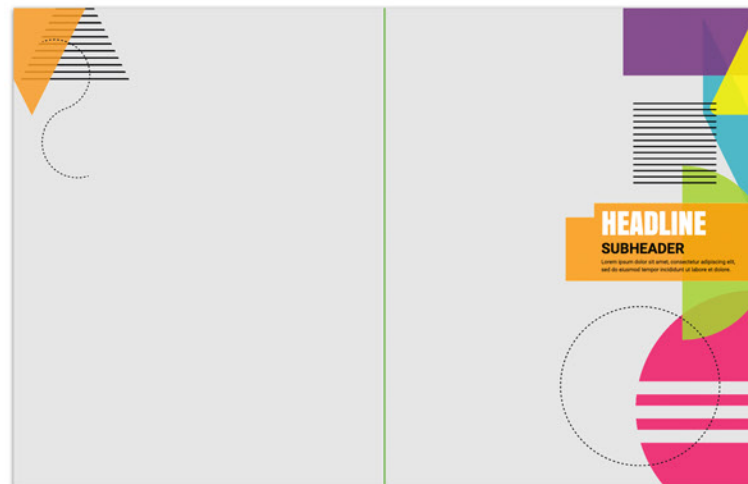 HEADLINE
SUBHEADER
Lorem ipsum dolor sit amet, consectetur adipiscing elit,
sed do eiusmod tempor incididunt ut labore et dolore.